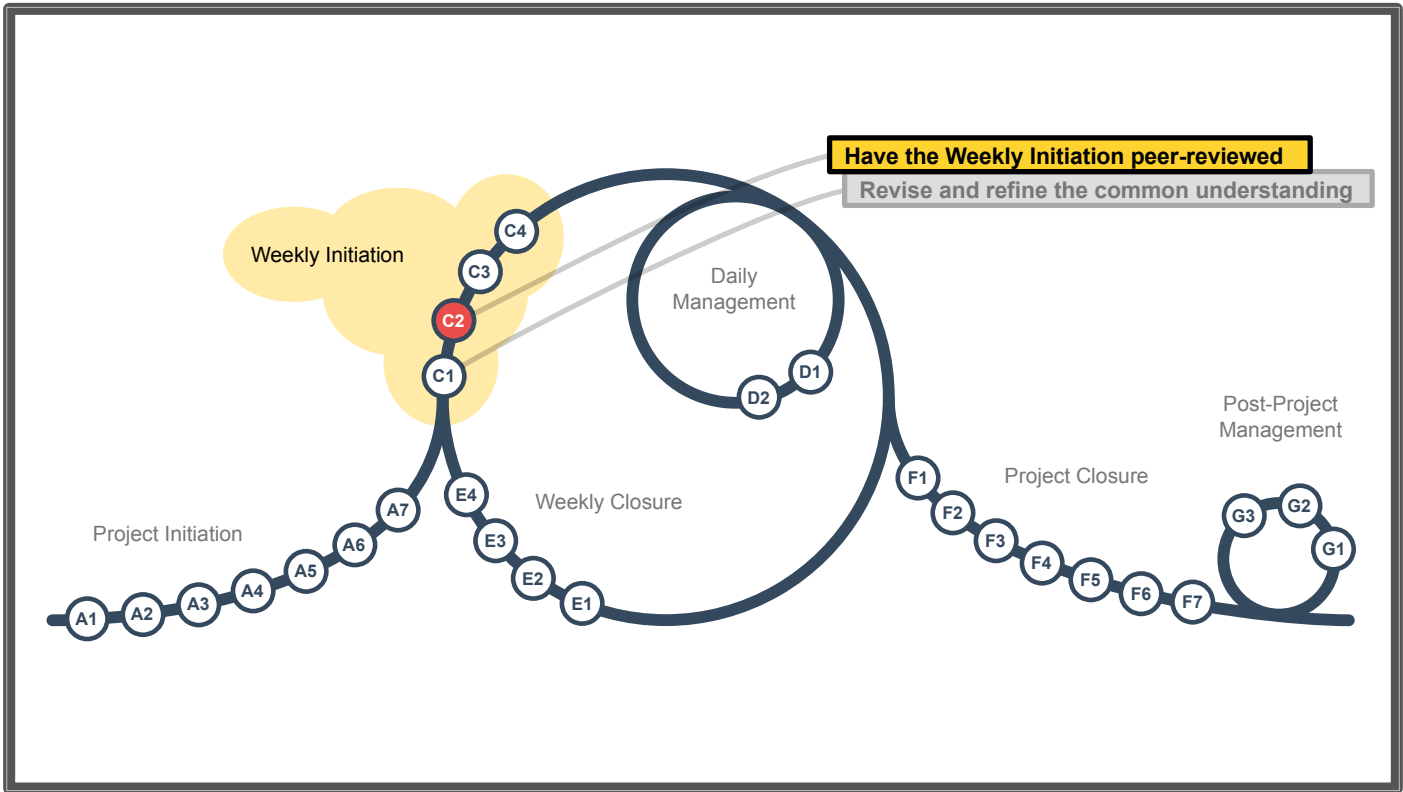 Have the Weekly Initiation peer-reviewed
Revise and refine the common understanding
Weekly Initiation
C4
C3
C2
C1
Daily
Management
D1
D2
Post-Project
Management
Project Initiation
A1
A2
A3
A4
A5
A6
A7
Weekly Closure
E4
E3
E2
E1
Project Closure
F1
F2
F3
F4
F5
F6
F7
G3
G2
G1